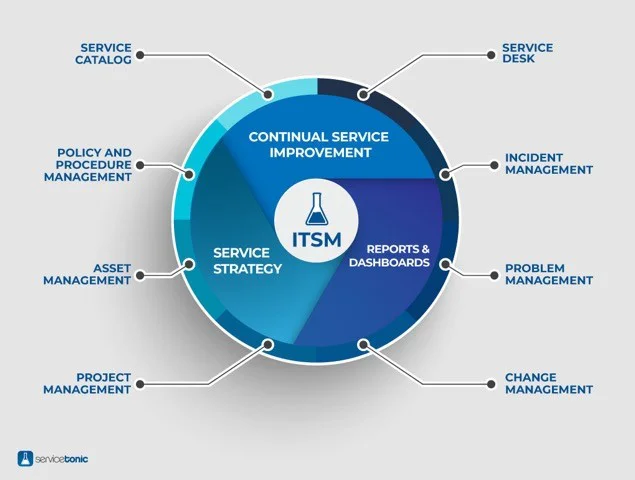 SERVICE
CATALOG
SERVICE
DESK
CONTINUAL SERVICE
IMPROVEMENT
POLICY AND
PROCEDURE
MANAGEMENT
INCIDENT
MANAGEMENT
ITSM
SERVICE
STRATEGY
REPORTS &
DASHBOARDS
ASSET
MANAGEMENT
PROBLEM
MANAGEMENT
PROJECT
MANAGEMENT
CHANGE
MANAGEMENT
servicetonic